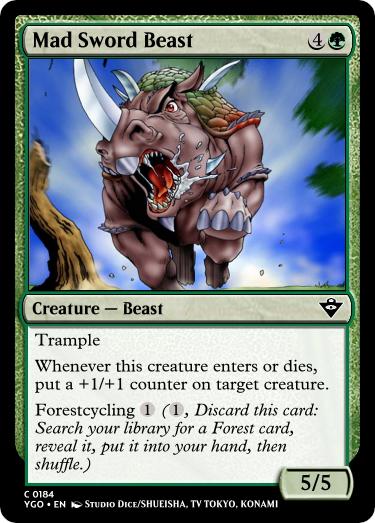 Mad Sword Beast 4
Creature — Beast
Trample
Whenever this creature enters or dies,
put a +1/+1 counter on target creature.
Forestcycling 1 (1, Discard this card:
Search your library for a Forest card,
reveal it, put it into your hand, then
shuffle.)
5/5
C 0184
YGO • EN Studio Dice/SHUEISHA, TV TOKYO, KONAMI